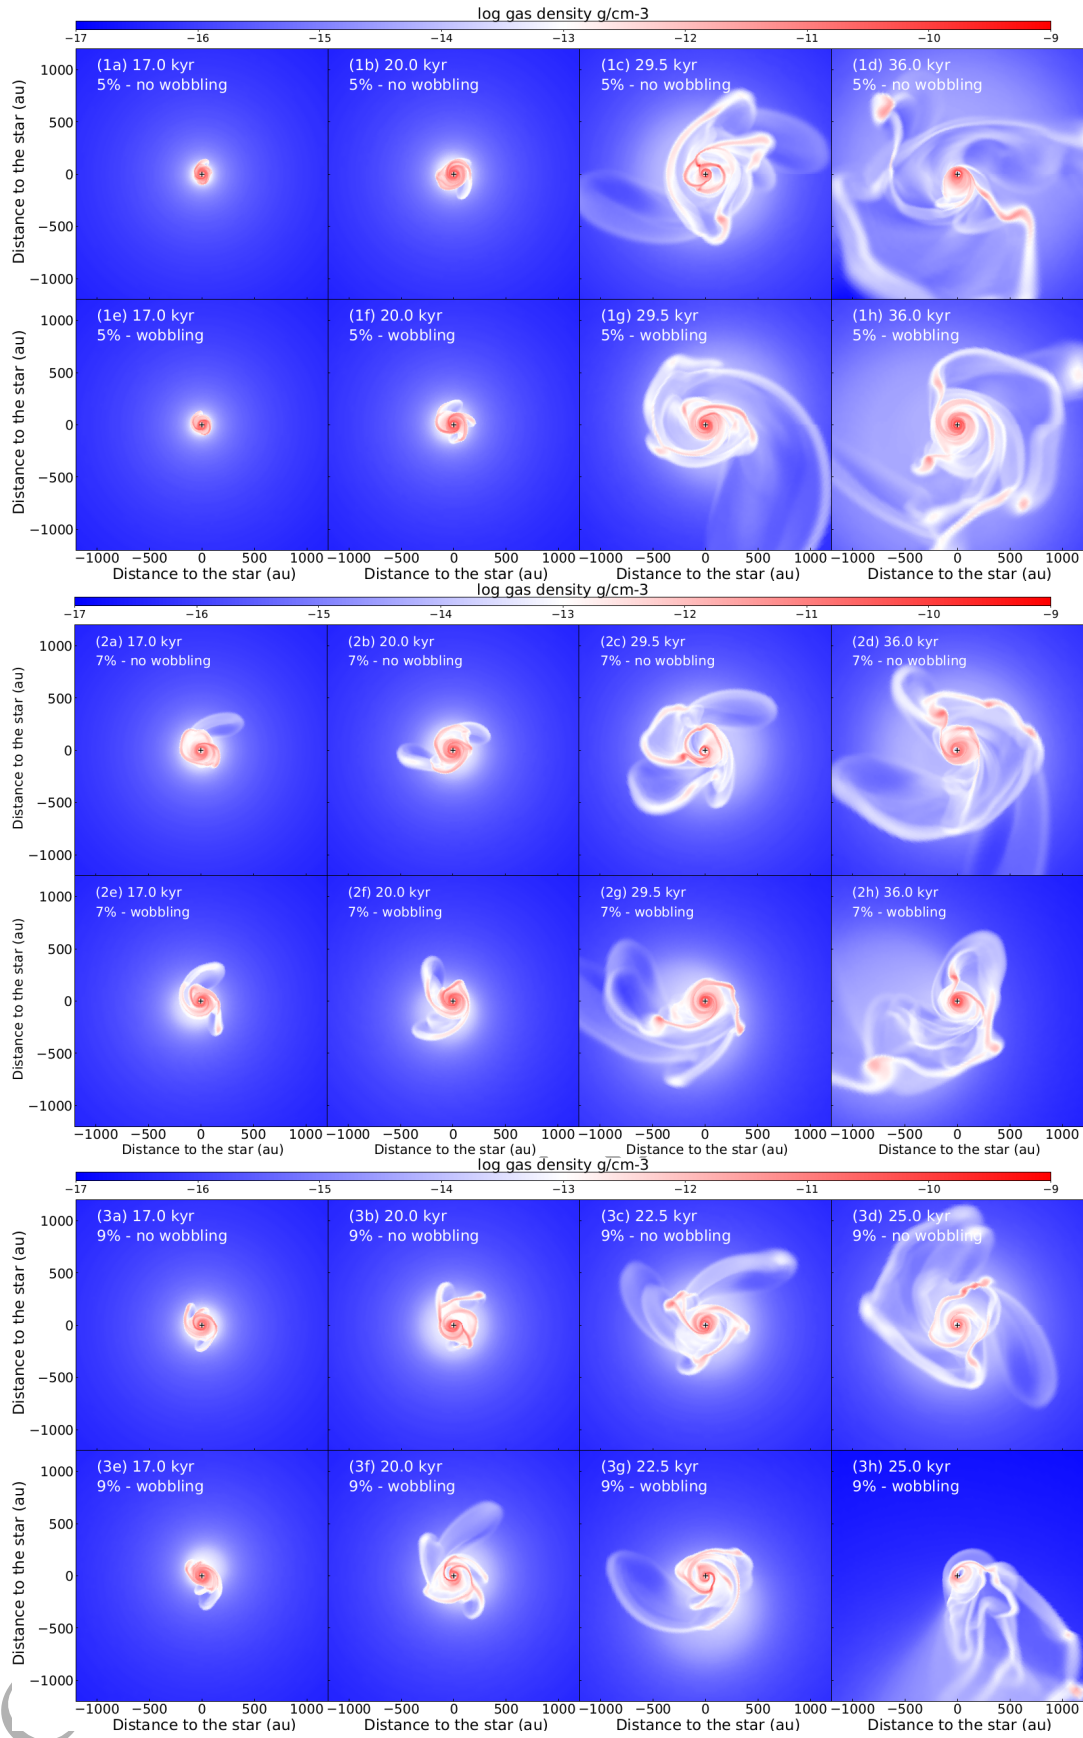 log gas density g/cm-3
−17 −16 −15 −14 −13 −12 −11 −10 −9
(1a) 17.0 kyr
5% - no wobbling
(1b) 20.0 kyr
5% - no wobbling
(1c) 29.5 kyr
5% - no wobbling
(1d) 36.0 kyr
5% - no wobbling
1000
500
0
−500
−1000
Distance to the star (au)
(1e) 17.0 kyr
5% - wobbling
(1f) 20.0 kyr
5% - wobbling
(1g) 29.5 kyr
5% - wobbling
(1h) 36.0 kyr
5% - wobbling
1000
500
0
−500
−1000
Distance to the star (au)
−1000 −500 0 500 1000 −1000 −500 0 500 1000 −1000 −500 0 500 1000 −1000 −500 0 500 1000
Distance to the star (au) Distance to the star (au) Distance to the star (au) Distance to the star (au)
log gas density g/cm-3
−17 −16 −15 −14 −13 −12 −11 −10 −9
(2a) 17.0 kyr
7% - no wobbling
(2b) 20.0 kyr
7% - no wobbling
(2c) 29.5 kyr
7% - no wobbling
(2d) 36.0 kyr
7% - no wobbling
1000
500
0
−500
−1000
Distance to the star (au)
(2e) 17.0 kyr
7% - wobbling
(2f) 20.0 kyr
7% - wobbling
(2g) 29.5 kyr
7% - wobbling
(2h) 36.0 kyr
7% - wobbling
1000
500
0
−500
−1000
Distance to the star (au)
−1000 −500 0 500 1000 −1000 −500 0 500 1000 −1000 −500 0 500 1000 −1000 −500 0 500 1000
Distance to the star (au) Distance to the star (au) Distance to the star (au) Distance to the star (au)
log gas density g/cm-3
−17 −16 −15 −14 −13 −12 −11 −10 −9
(3a) 17.0 kyr
9% - no wobbling
(3b) 20.0 kyr
9% - no wobbling
(3c) 22.5 kyr
9% - no wobbling
(3d) 25.0 kyr
9% - no wobbling
1000
500
0
−500
−1000
Distance to the star (au)
(3e) 17.0 kyr
9% - wobbling
(3f) 20.0 kyr
9% - wobbling
(3g) 22.5 kyr
9% - wobbling
(3h) 25.0 kyr
9% - wobbling
1000
500
0
−500
−1000
Distance to the star (au)
−1000 −500 0 500 1000 −1000 −500 0 500 1000 −1000 −500 0 500 1000 −1000 −500 0 500 1000
Distance to the star (au) Distance to the star (au) Distance to the star (au) Distance to the star (au)